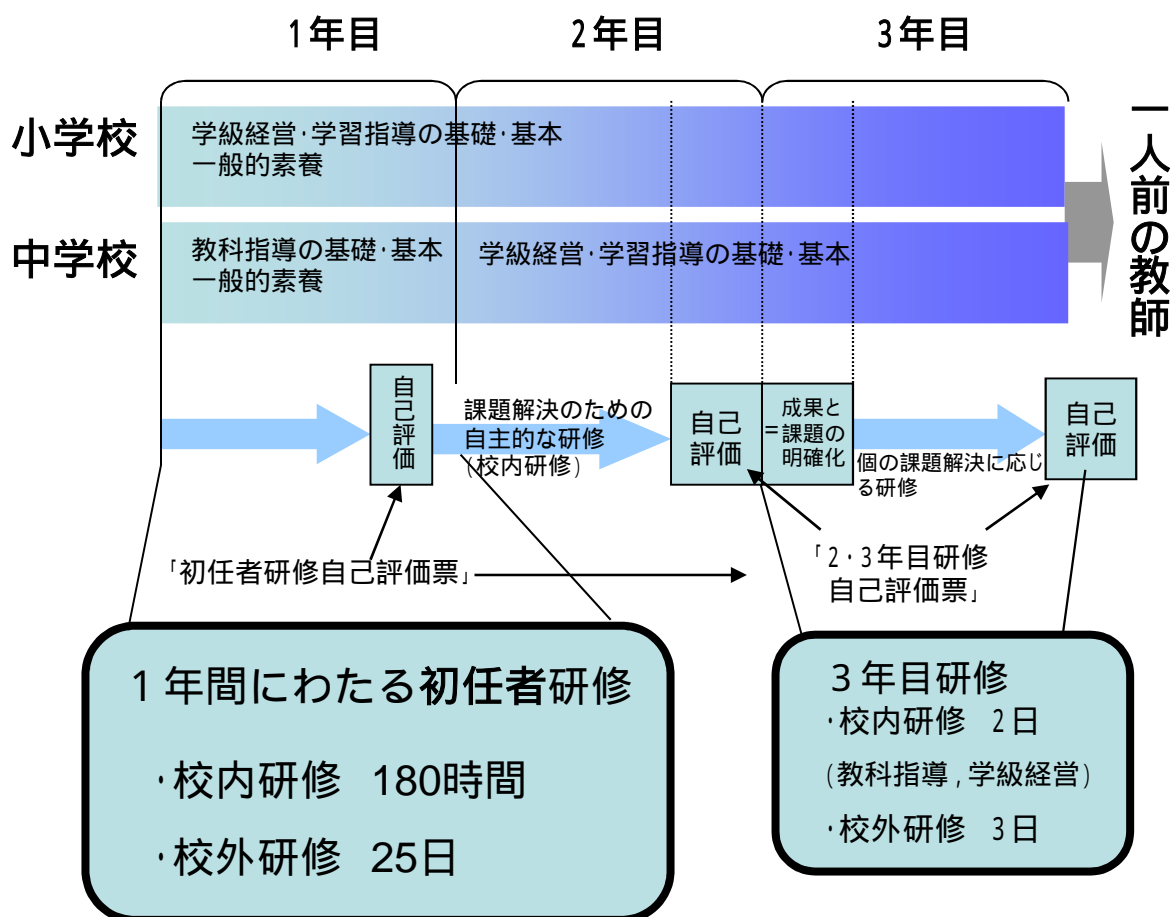 1年目
2年目
3年目
小学校
学級経営・学習指導の基礎・基本
一般的素養
中学校
教科指導の基礎・基本
一般的素養
学級経営・学習指導の基礎・基本
一人前の教師
自己評価
課題解決のための
自主的な研修
(校内研修)
自己
評価
=
成果と
課題の
明確化
個の課題解決に応じ
る研修
自己
評価
「初任者研修自己評価票」
「2・3年目研修
自己評価票」
1年間にわたる初任者研修
・校内研修 180時間
・校外研修 25日
3年目研修
・校内研修 2日
(教科指導,学級経営)
・校外研修 3日